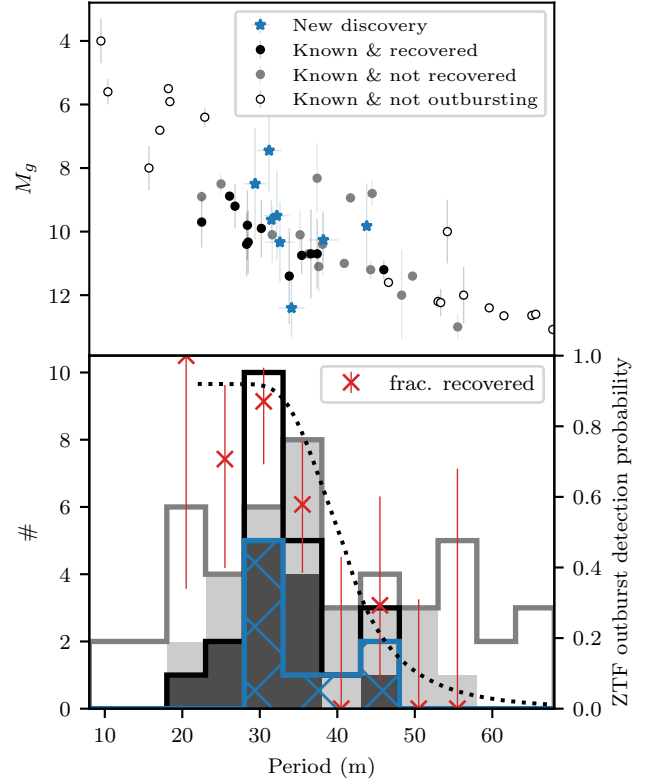 New discovery
Known & recovered
Known & not recovered
Known & not outbursting
4
6
8
10
12
M_g
frac. recovered
10
8
6
4
2
0
#
1.0
0.8
0.6
0.4
0.2
0.0
ZTF outburst detection probability
10 20 30 40 50 60
Period (m)